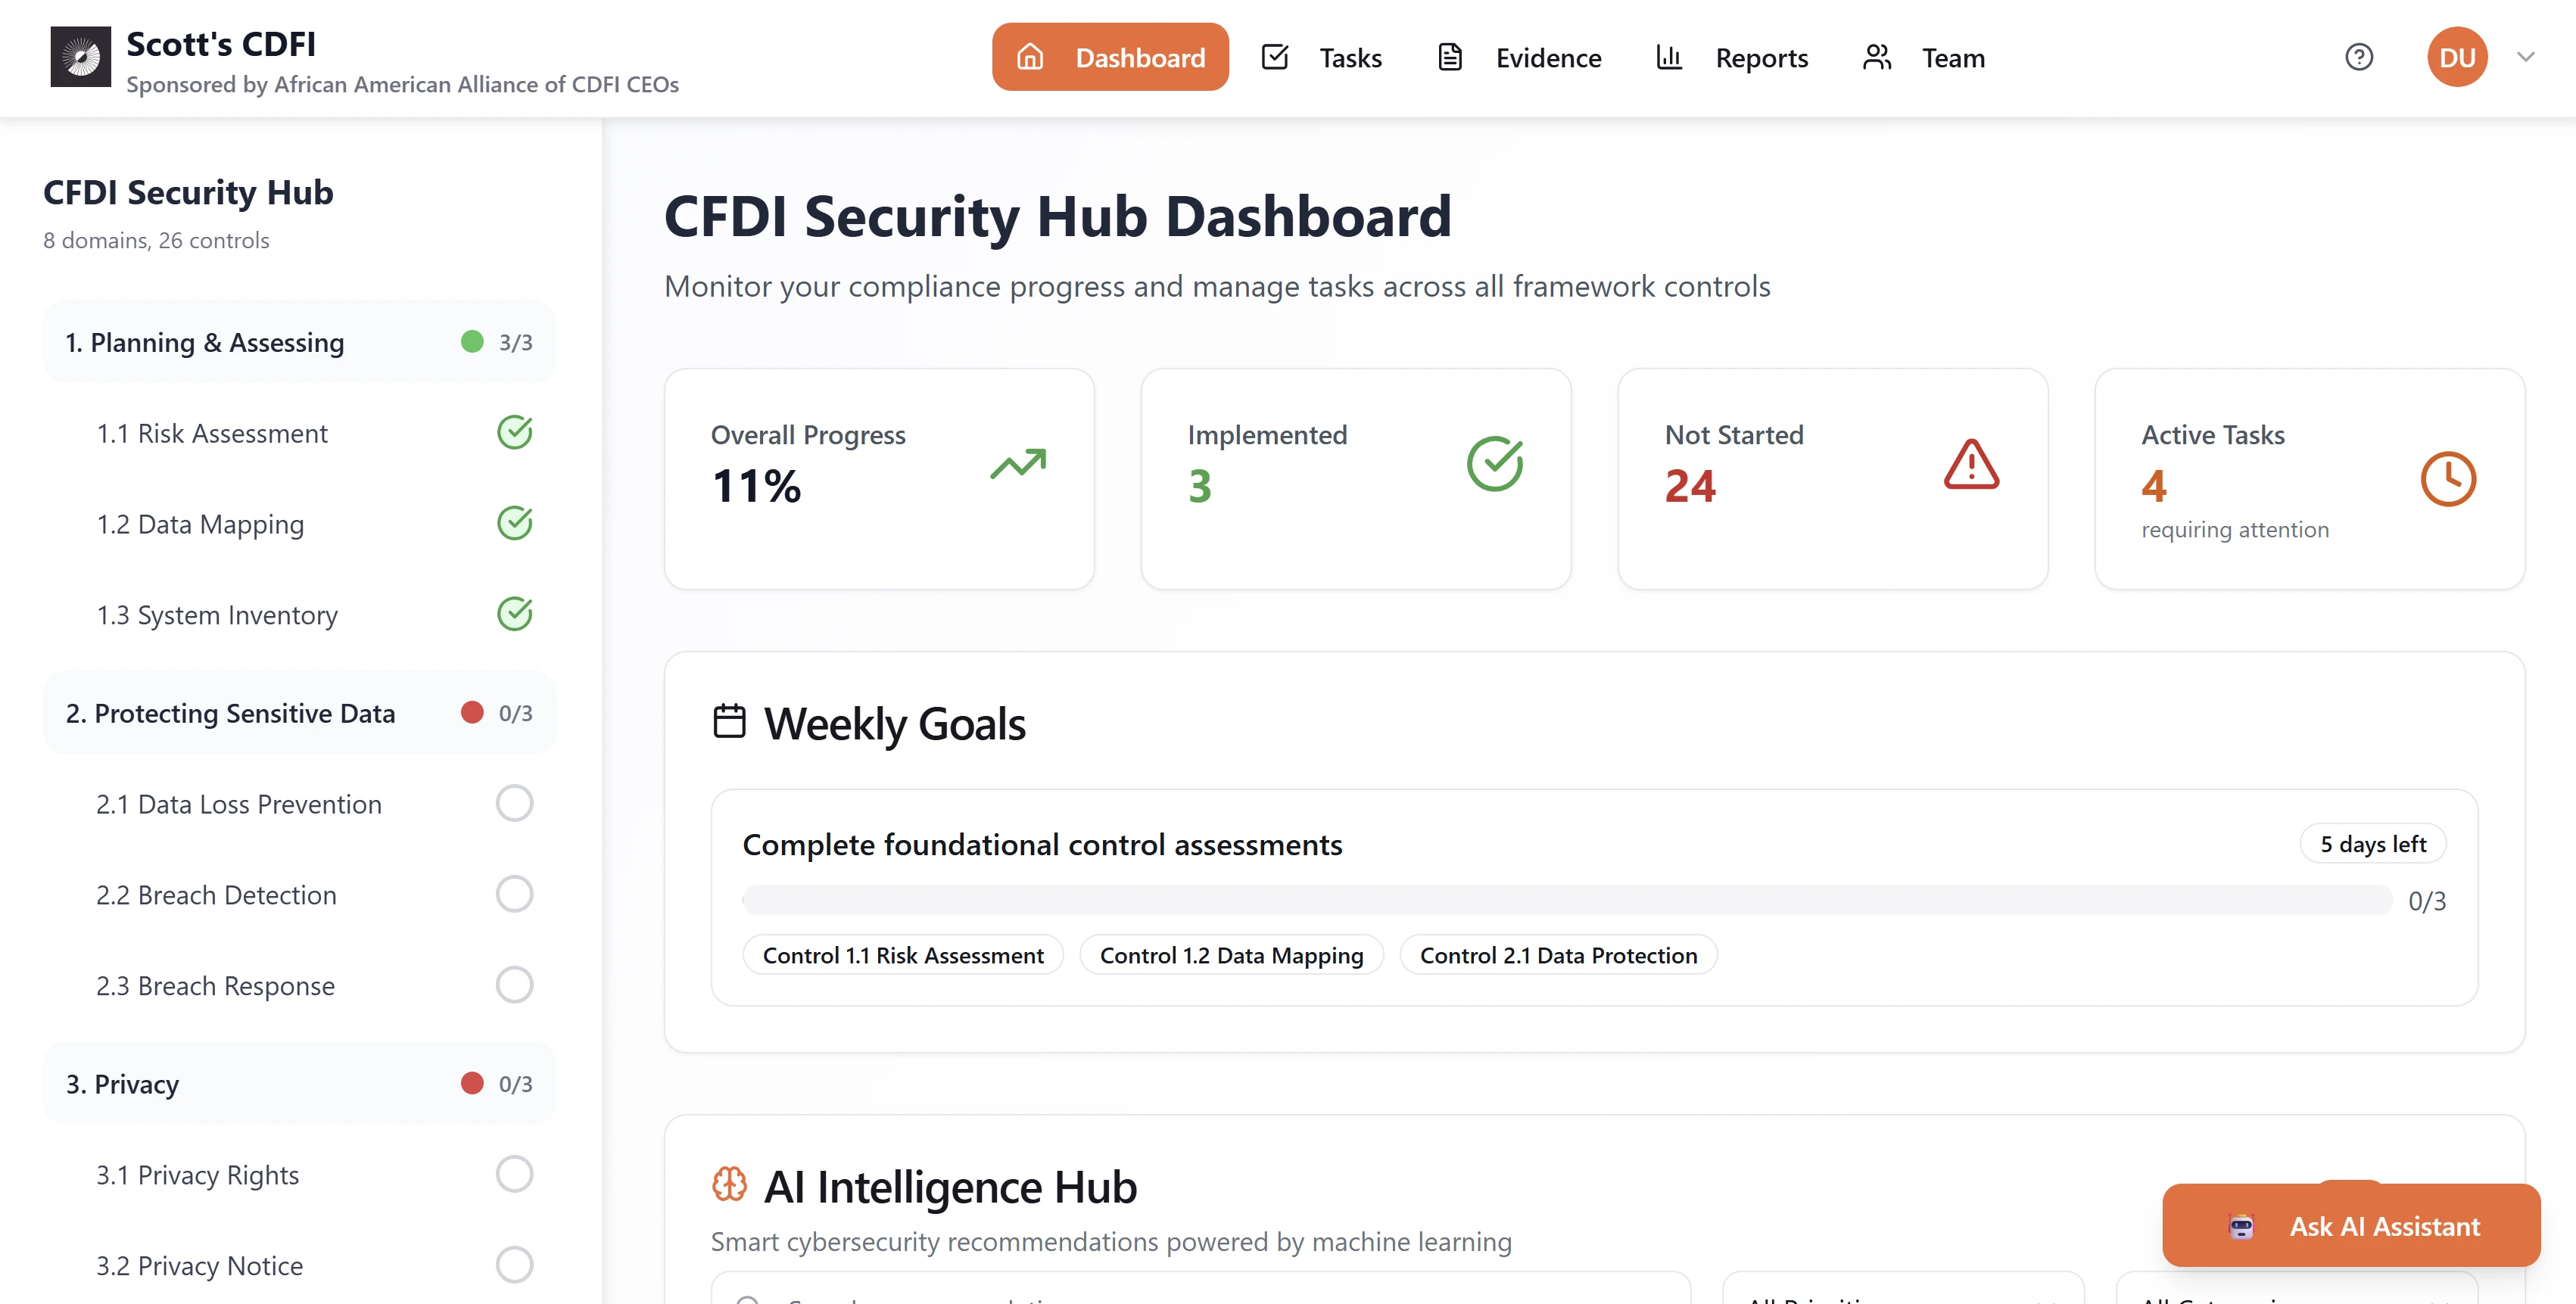 Scott's CDFI
Sponsored by African American Alliance of CDFI CEOs
Dashboard
Tasks
Evidence
Reports
Team
DU
CFDI Security Hub
8 domains, 26 controls
1. Planning & Assessing 3/3
1.1 Risk Assessment
1.2 Data Mapping
1.3 System Inventory
2. Protecting Sensitive Data 0/3
2.1 Data Loss Prevention
2.2 Breach Detection
2.3 Breach Response
3. Privacy 0/3
3.1 Privacy Rights
3.2 Privacy Notice
CFDI Security Hub Dashboard
Monitor your compliance progress and manage tasks across all framework controls
Overall Progress
11%
Implemented
3
Not Started
24
Active Tasks
4
requiring attention
Weekly Goals
Complete foundational control assessments
5 days left
0/3
Control 1.1 Risk Assessment
Control 1.2 Data Mapping
Control 2.1 Data Protection
AI Intelligence Hub
Smart cybersecurity recommendations powered by machine learning
Ask AI Assistant